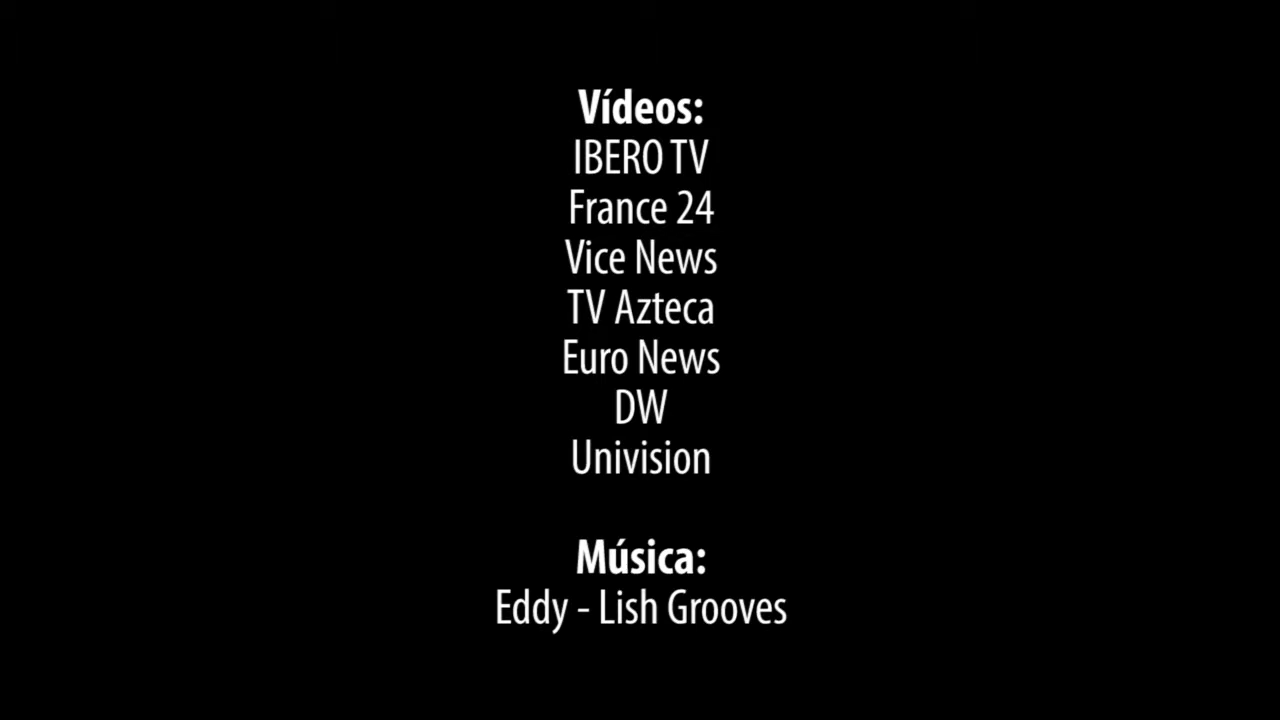 Vídeos:
IBERO TV
France 24
Vice News
TV Azteca
Euro News
DW
Univision
Música:
Eddy - Lish Grooves